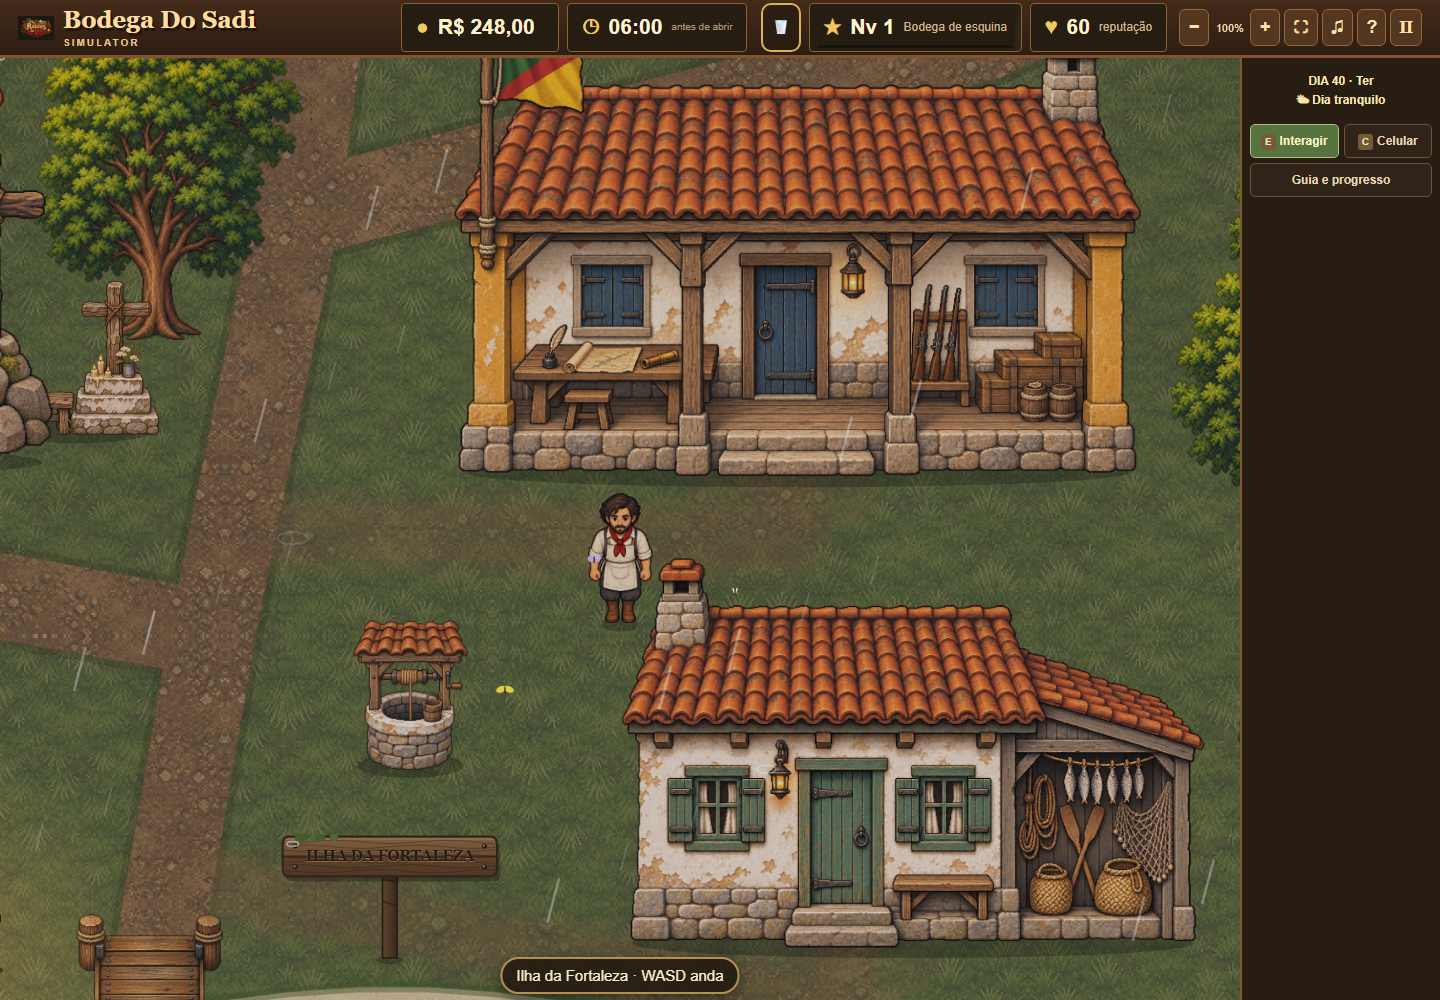 Bodega Do Sadi
SIMULATOR
R$ 248,00
06:00 antes de abrir
Nv 1 Bodega de esquina
60 reputação
100%
?
II
DIA 40 · Ter
Dia tranquilo
E Interagir
C Celular
Guia e progresso
ILHA DA FORTALEZA
Ilha da Fortaleza · WASD anda